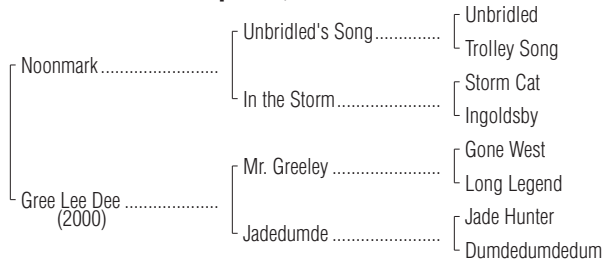 Unbridled
Unbridled's Song..............
Trolley Song
Noonmark.......................
Storm Cat
In the Storm......................
Ingoldsby
Gone West
Mr. Greeley ......................
Long Legend
Gree Lee Dee ....................
(2000)
Jade Hunter
Jadedumde ......................
Dumdedumdedum